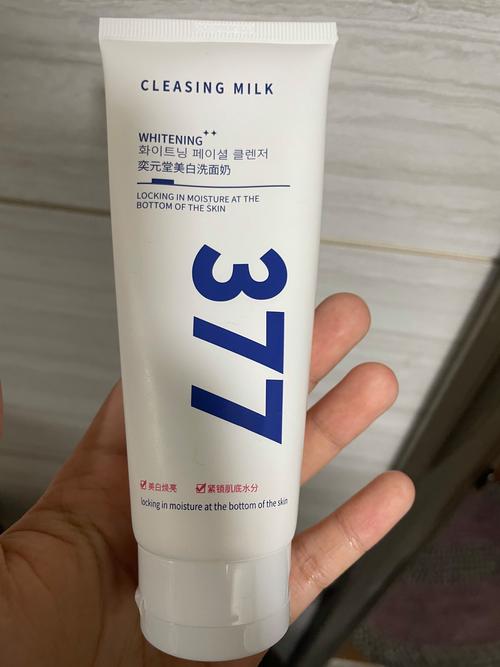 CLEASING MILK
WHITENING
화이트닝 페이셜 클렌저
奕元堂美白洗面奶
LOCKING IN MOISTURE AT THE
BOTTOM OF THE SKIN
377
美白焕亮 紧锁肌底水分
locking in moisture at the bottom of the skin